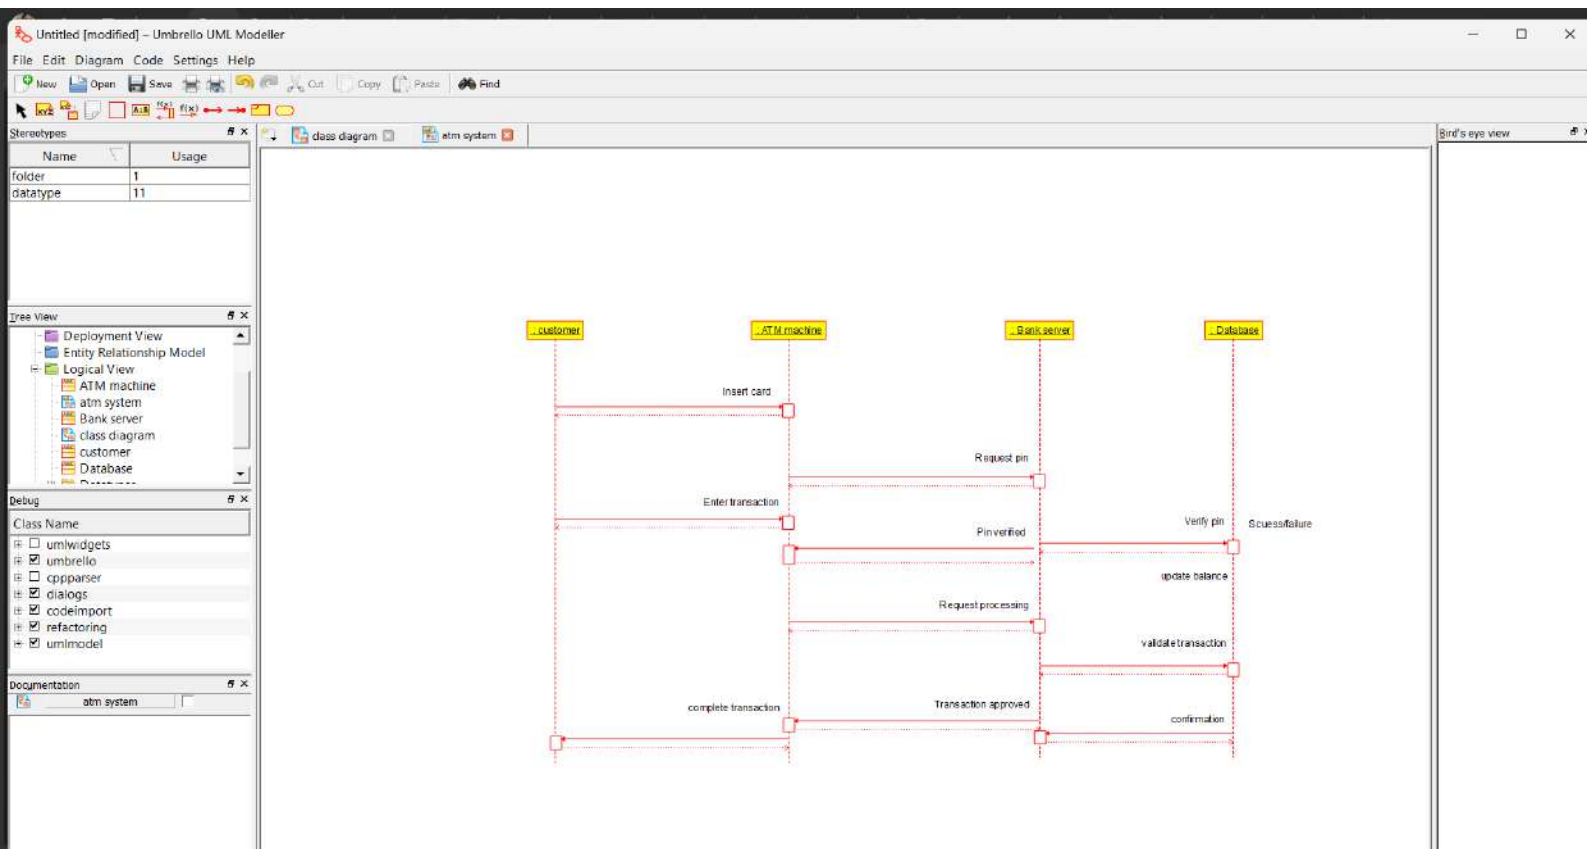 Untitled [modified] – Umbrello UML Modeller
File Edit Diagram Code Settings Help
New Open Save Cut Copy Paste Find
Stereotypes
class diagram
atm system
Bird's eye view
Name Usage
folder 1
datatype 11
Tree View
Deployment View
Entity Relationship Model
Logical View
ATM machine
atm system
Bank server
class diagram
customer
Database
Debug
Class Name
umlwidgets
umbrello
cppparser
dialogs
codeimport
refactoring
umlmodel
Documentation
atm system
: customer
: ATM machine
: Bank server
: Database
Insert card
Request pin
Enter transaction
Verify pin
Scuess/failure
Pin verified
update balance
Request processing
validate transaction
complete transaction
Transaction approved
confirmation